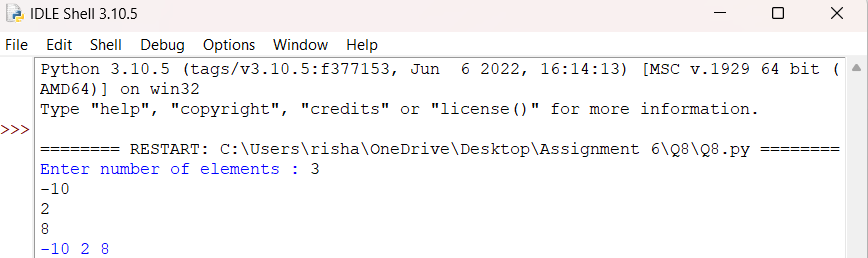 IDLE Shell 3.10.5
File Edit Shell Debug Options Window Help
Python 3.10.5 (tags/v3.10.5:f377153, Jun  6 2022, 16:14:13) [MSC v.1929 64 bit (
AMD64)] on win32
Type "help", "copyright", "credits" or "license()" for more information.
>>>
======== RESTART: C:\Users\risha\OneDrive\Desktop\Assignment 6\Q8\Q8.py ========
Enter number of elements : 3
-10
2
8
-10 2 8